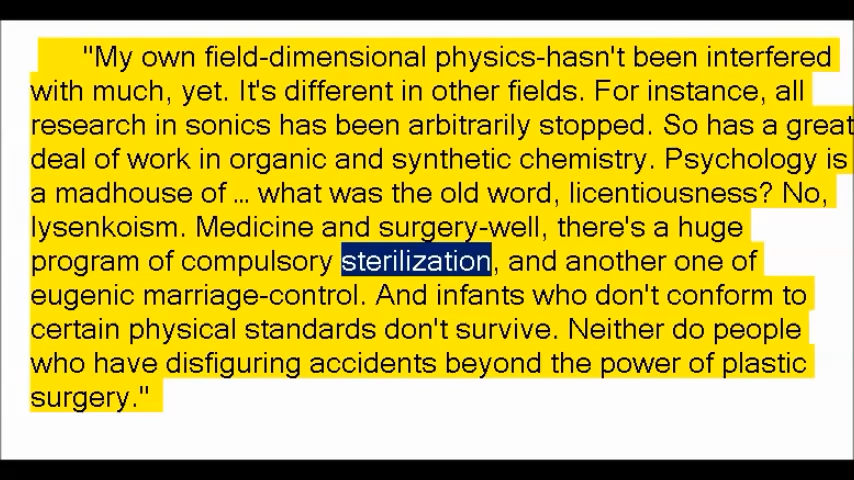 "My own field-dimensional physics-hasn't been interfered
with much, yet. It's different in other fields. For instance, all
research in sonics has been arbitrarily stopped. So has a great
deal of work in organic and synthetic chemistry. Psychology is
a madhouse of ... what was the old word, licentiousness? No,
lysenkoism. Medicine and surgery-well, there's a huge
program of compulsory sterilization, and another one of
eugenic marriage-control. And infants who don't conform to
certain physical standards don't survive. Neither do people
who have disfiguring accidents beyond the power of plastic
surgery."